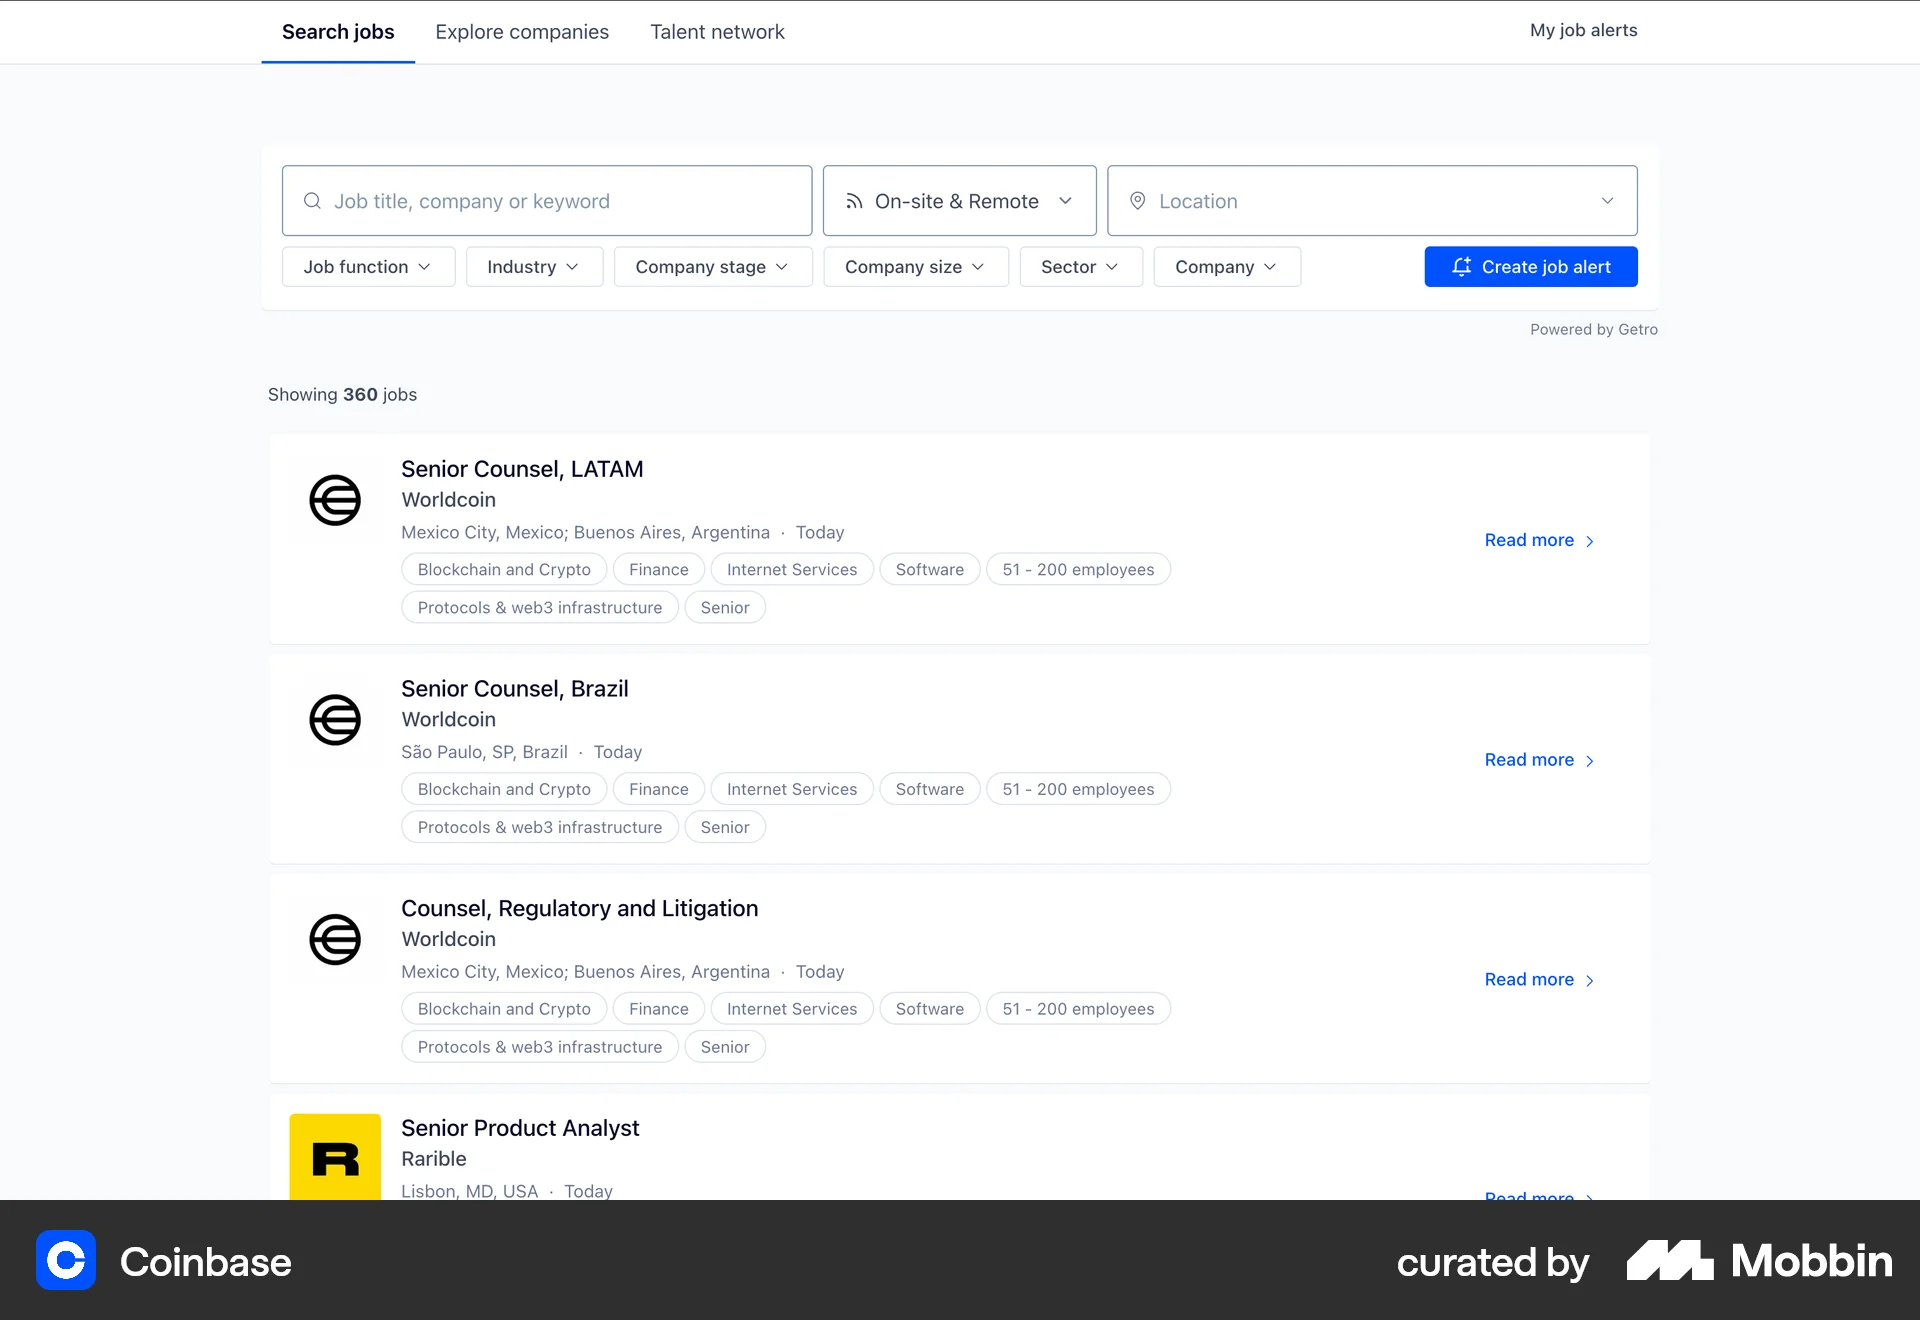 Search jobs Explore companies Talent network My job alerts
Job title, company or keyword On-site & Remote Location
Job function Industry Company stage Company size Sector Company Create job alert
Powered by Getro
Showing 360 jobs
Senior Counsel, LATAM
Worldcoin
Mexico City, Mexico; Buenos Aires, Argentina · Today
Read more
Blockchain and Crypto Finance Internet Services Software 51 - 200 employees
Protocols & web3 infrastructure Senior
Senior Counsel, Brazil
Worldcoin
São Paulo, SP, Brazil · Today
Read more
Blockchain and Crypto Finance Internet Services Software 51 - 200 employees
Protocols & web3 infrastructure Senior
Counsel, Regulatory and Litigation
Worldcoin
Mexico City, Mexico; Buenos Aires, Argentina · Today
Read more
Blockchain and Crypto Finance Internet Services Software 51 - 200 employees
Protocols & web3 infrastructure Senior
R
Senior Product Analyst
Rarible
Lisbon, MD, USA · Today
Read more
Coinbase curated by Mobbin